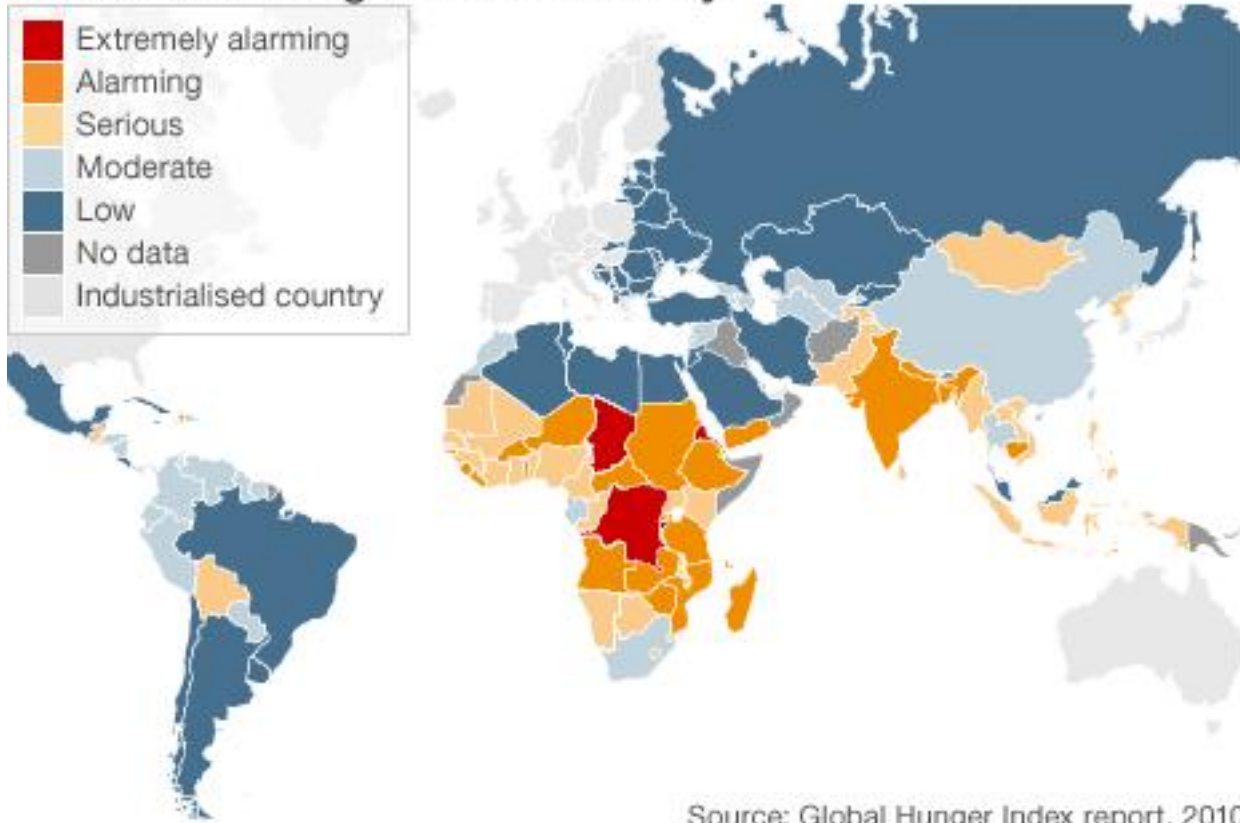 Extremely alarming
Alarming
Serious
Moderate
Low
No data
Industrialised country
Source: Global Hunger Index report, 2010